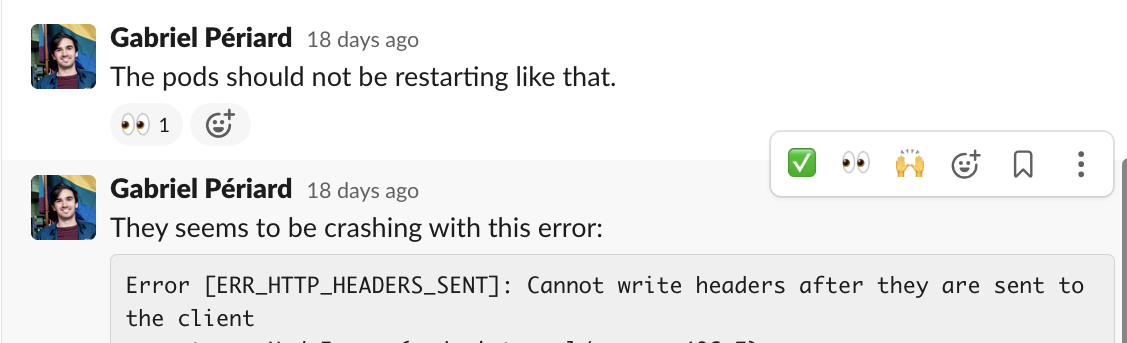 Gabriel Périard 18 days ago
The pods should not be restarting like that.
1
Gabriel Périard 18 days ago
They seems to be crashing with this error:
Error [ERR_HTTP_HEADERS_SENT]: Cannot write headers after they are sent to
the client